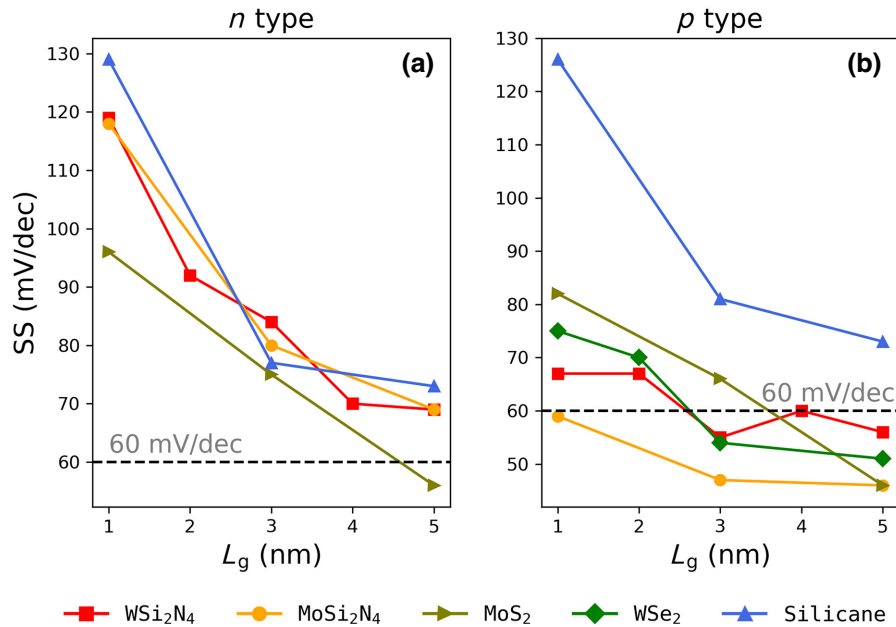 n type
p type
(a)
130
120
110
100
90
80
70
60
SS (mV/dec)
60 mV/dec
1
2
3
4
5
L_g (nm)
(b)
130
120
110
100
90
80
70
60
50
60 mV/dec
1
2
3
4
5
L_g (nm)
WSi₂N₄
MoSi₂N₄
MoS₂
WSe₂
Silicane